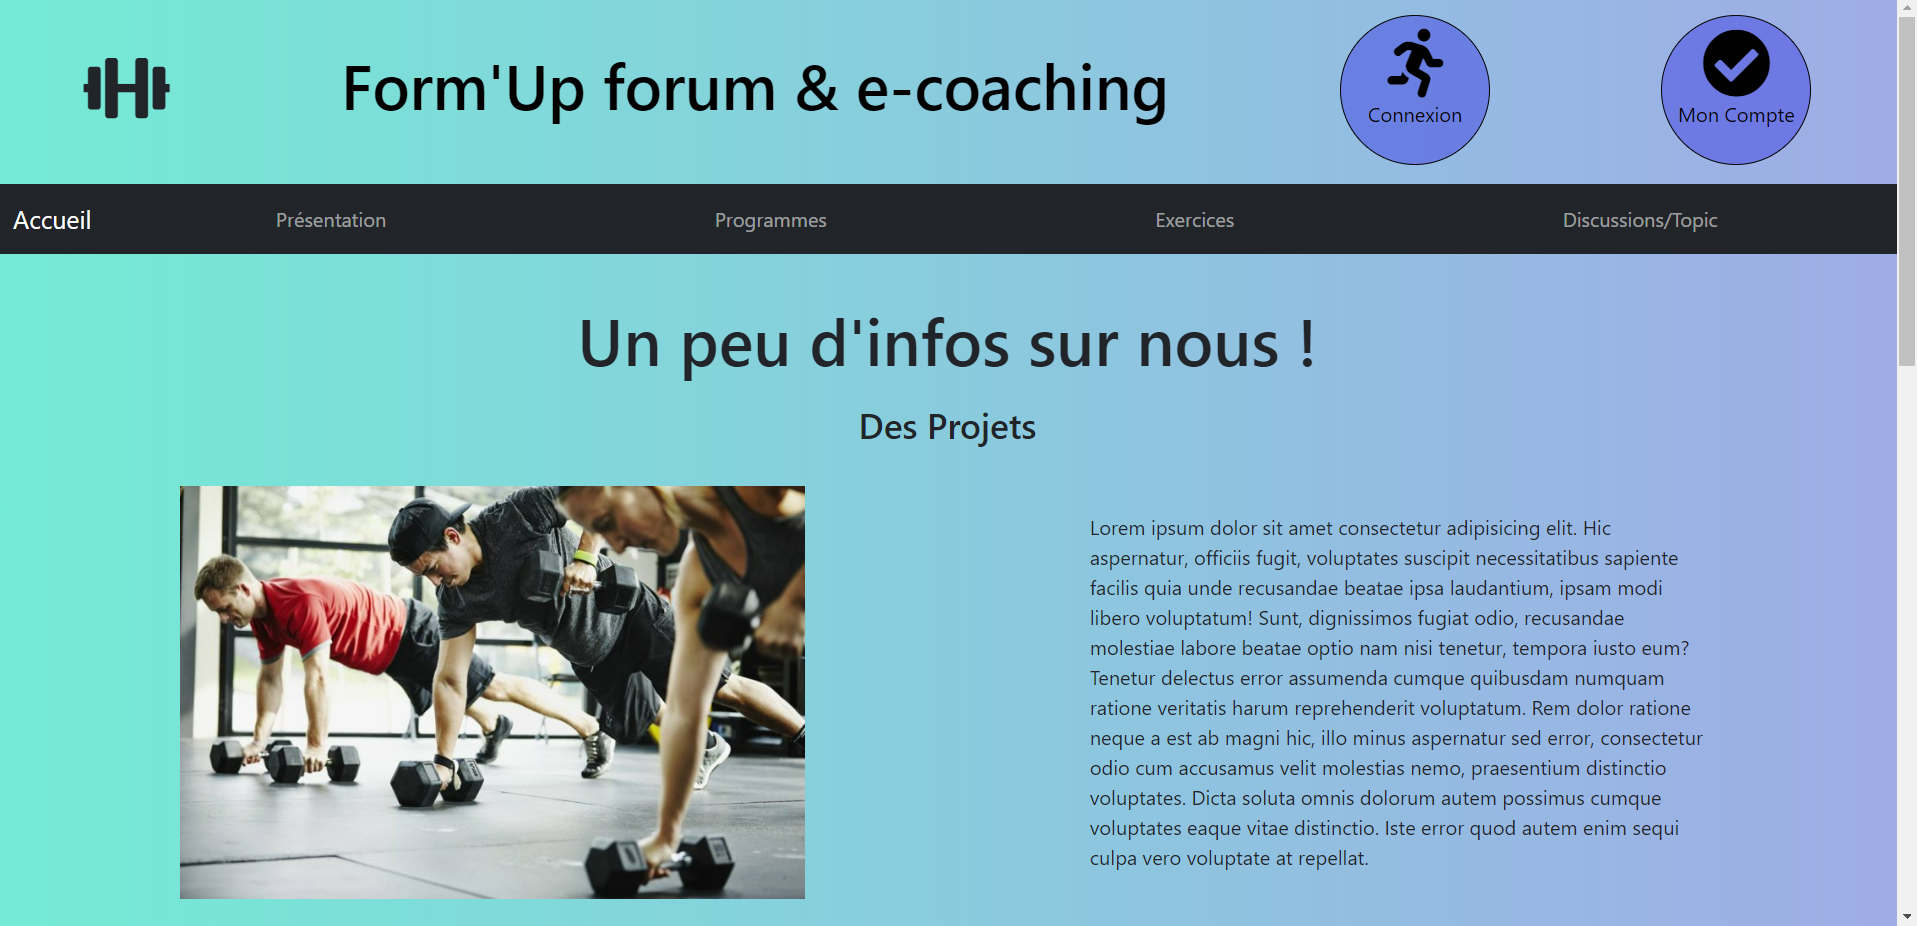 Form'Up forum & e-coaching
Connexion
Mon Compte
Accueil
Présentation
Programmes
Exercices
Discussions/Topic
Un peu d'infos sur nous !
Des Projets
Lorem ipsum dolor sit amet consectetur adipisicing elit. Hic
aspernatur, officiis fugit, voluptates suscipit necessitatibus sapiente
facilis quia unde recusandae beatae ipsa laudantium, ipsam modi
libero voluptatum! Sunt, dignissimos fugiat odio, recusandae
molestiae labore beatae optio nam nisi tenetur, tempora iusto eum?
Tenetur delectus error assumenda cumque quibusdam numquam
ratione veritatis harum reprehenderit voluptatum. Rem dolor ratione
neque a est ab magni hic, illo minus aspernatur sed error, consectetur
odio cum accusamus velit molestias nemo, praesentium distinctio
voluptates. Dicta soluta omnis dolorum autem possimus cumque
voluptates eaque vitae distinctio. Iste error quod autem enim sequi
culpa vero voluptate at repellat.